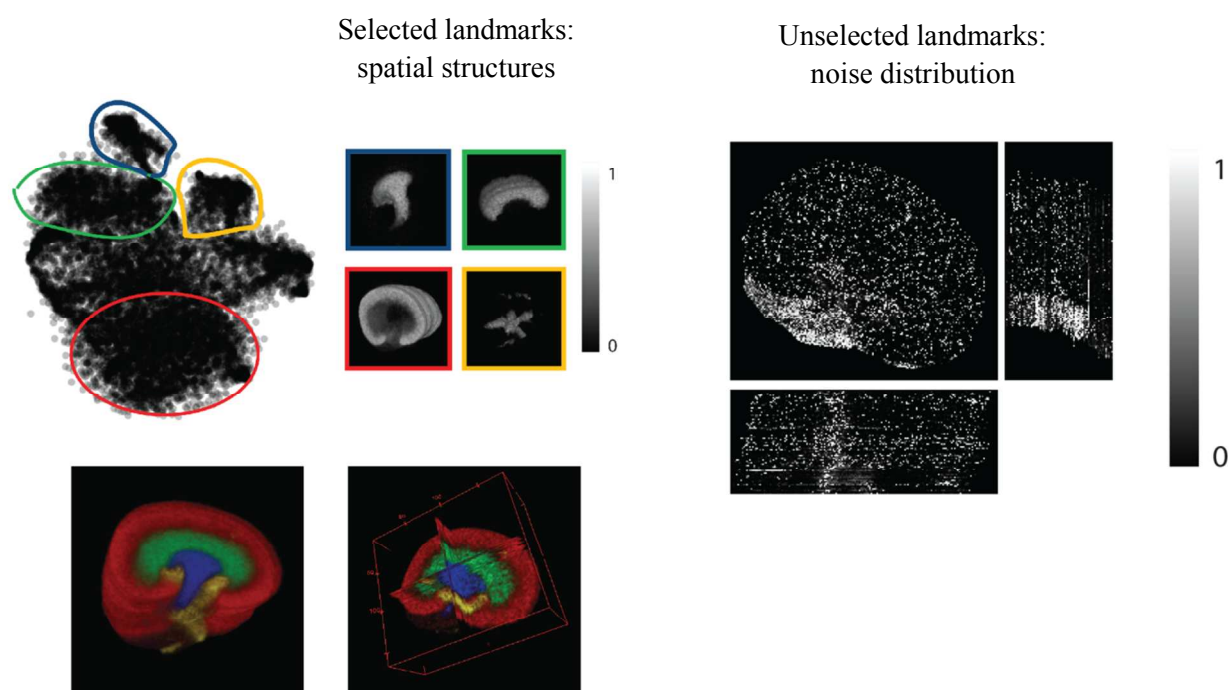 Selected landmarks:
spatial structures
Unselected landmarks:
noise distribution
1
0
1
0